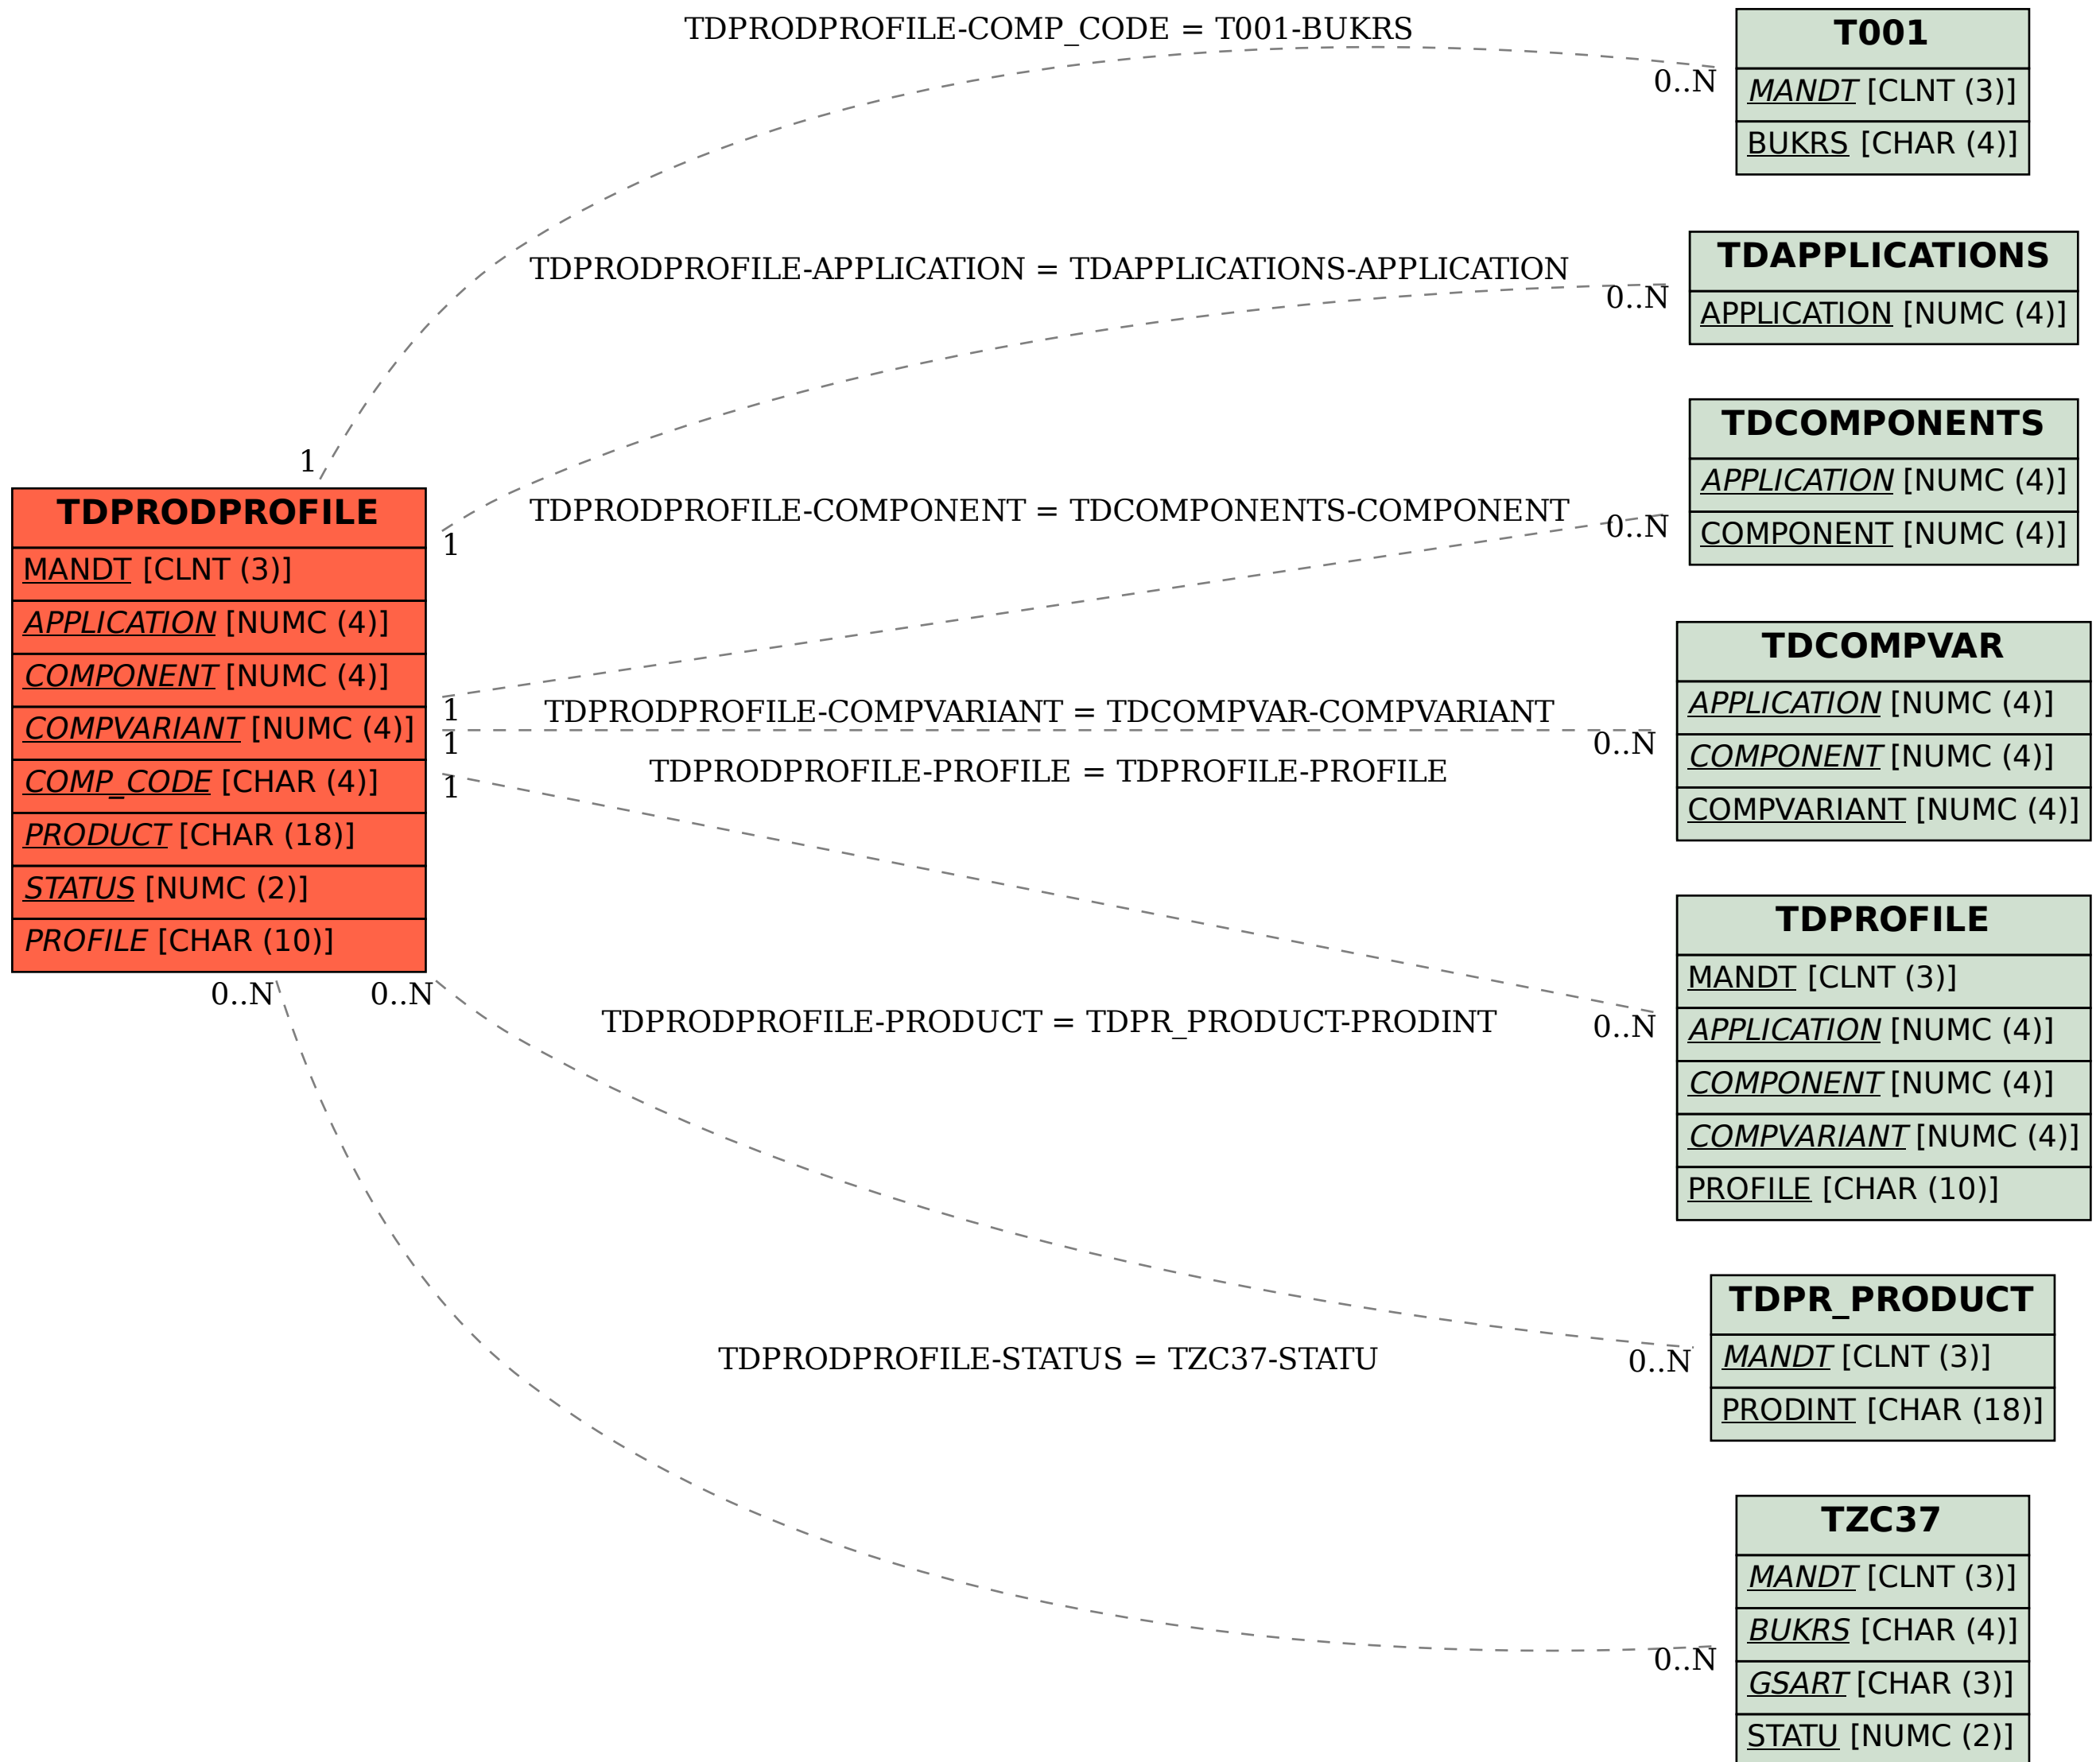 TDPRODPROFILE-COMP_CODE = T001-BUKRS
0..N
1
T001
MANDT [CLNT (3)]
BUKRS [CHAR (4)]
TDPRODPROFILE-APPLICATION = TDAPPLICATIONS-APPLICATION
0..N
1
TDAPPLICATIONS
APPLICATION [NUMC (4)]
TDPRODPROFILE-COMPONENT = TDCOMPONENTS-COMPONENT
0..N
1
TDCOMPONENTS
APPLICATION [NUMC (4)]
COMPONENT [NUMC (4)]
TDPRODPROFILE
MANDT [CLNT (3)]
APPLICATION [NUMC (4)]
COMPONENT [NUMC (4)]
COMPVARIANT [NUMC (4)]
COMP_CODE [CHAR (4)]
PRODUCT [CHAR (18)]
STATUS [NUMC (2)]
PROFILE [CHAR (10)]
TDPRODPROFILE-COMPVARIANT = TDCOMPVAR-COMPVARIANT
1
0..N
TDCOMPVAR
APPLICATION [NUMC (4)]
COMPONENT [NUMC (4)]
COMPVARIANT [NUMC (4)]
TDPRODPROFILE-PROFILE = TDPROFILE-PROFILE
1
0..N
TDPROFILE
MANDT [CLNT (3)]
APPLICATION [NUMC (4)]
COMPONENT [NUMC (4)]
COMPVARIANT [NUMC (4)]
PROFILE [CHAR (10)]
0..N
0..N
TDPRODPROFILE-PRODUCT = TDPR_PRODUCT-PRODINT
0..N
TDPR_PRODUCT
MANDT [CLNT (3)]
PRODINT [CHAR (18)]
TDPRODPROFILE-STATUS = TZC37-STATU
0..N
TZC37
MANDT [CLNT (3)]
BUKRS [CHAR (4)]
GSART [CHAR (3)]
STATU [NUMC (2)]